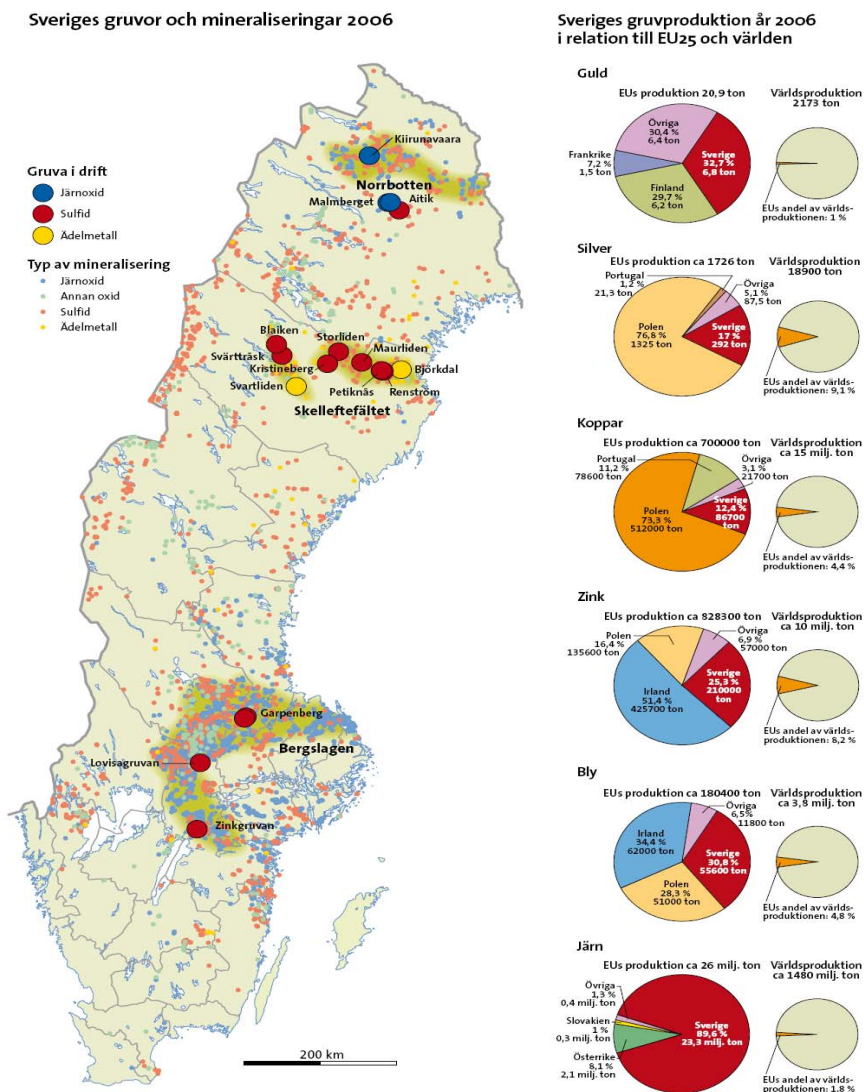 Sveriges gruvor och mineraliseringar 2006
Gruva i drift
Järnoxid
Sulfid
Ädelmetall
Typ av mineralisering
Järnoxid
Annan oxid
Sulfid
Ädelmetall
Kiirunavaara
Norrbotten
Malmberget
Aitik
Blaiken
Storliden
Svärtträsk
Maurliden
Kristineberg
Björkdal
Svartliden
Petiknäs
Renström
Skelleftefältet
Garpenberg
Bergslagen
Lovisagruvan
Zinkgruvan
200 km
Sveriges gruvproduktion år 2006
i relation till EU25 och världen
Guld
EUs produktion 20,9 ton
Världsproduktion
2173 ton
Övriga
30,4 %
6,4 ton
Sverige
32,7 %
6,8 ton
Frankrike
7,2 %
1,5 ton
Finland
29,7 %
6,2 ton
EUs andel av världs-
produktionen: 1 %
Silver
EUs produktion ca 1726 ton
Världsproduktion
18900 ton
Portugal
1,2 %
21,3 ton
Övriga
5,1 %
87,5 ton
Polen
76,8 %
1325 ton
Sverige
17 %
292 ton
EUs andel av världs-
produktionen: 9,1 %
Koppar
EUs produktion ca 700000 ton
Världsproduktion
ca 15 milj. ton
Portugal
11,2 %
78600 ton
Övriga
3,1 %
21700 ton
Polen
73,3 %
512000 ton
Sverige
12,4 %
86700
ton
EUs andel av världs-
produktionen: 4,4 %
Zink
EUs produktion ca 828300 ton
Världsproduktion
ca 10 milj. ton
Polen
16,4 %
135600 ton
Övriga
6,9 %
57000 ton
Sverige
25,3 %
210000
ton
Irland
51,4 %
425700 ton
EUs andel av världs-
produktionen: 8,2 %
Bly
EUs produktion ca 180400 ton
Världsproduktion
ca 3,8 milj. ton
Övriga
6,5%
11800 ton
Irland
34,4 %
62000 ton
Sverige
30,8 %
55600
ton
Polen
28,3 %
51000 ton
EUs andel av världs-
produktionen: 4,8 %
Järn
EUs produktion ca 26 milj. ton
Världsproduktion
ca 1480 milj. ton
Övriga
1,3 %
0,4 milj. ton
Slovakien
1 %
0,3 milj. ton
Österrike
8,1 %
2,1 milj. ton
Sverige
89,6 %
23,3 milj. ton
EUs andel av världs-
produktionen: 1,8 %